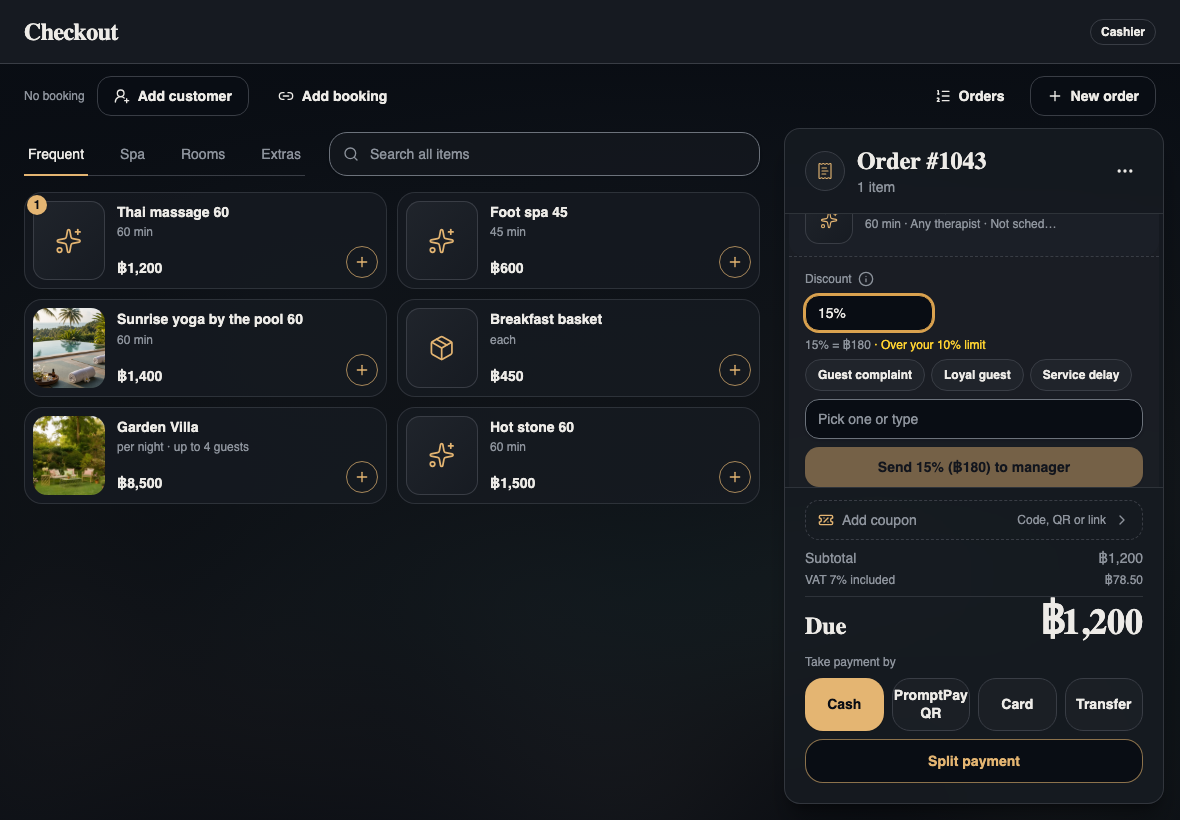 Checkout
Cashier
No booking
Add customer
Add booking
Orders
New order
Frequent
Spa
Rooms
Extras
Search all items
1
Thai massage 60
60 min
฿1,200
Foot spa 45
45 min
฿600
Sunrise yoga by the pool 60
60 min
฿1,400
Breakfast basket
each
฿450
Garden Villa
per night · up to 4 guests
฿8,500
Hot stone 60
60 min
฿1,500
Order #1043
1 item
60 min · Any therapist · Not sched…
Discount
15%
15% = ฿180 · Over your 10% limit
Guest complaint
Loyal guest
Service delay
Pick one or type
Send 15% (฿180) to manager
Add coupon
Code, QR or link
Subtotal
฿1,200
VAT 7% included
฿78.50
Due
฿1,200
Take payment by
Cash
PromptPay
QR
Card
Transfer
Split payment